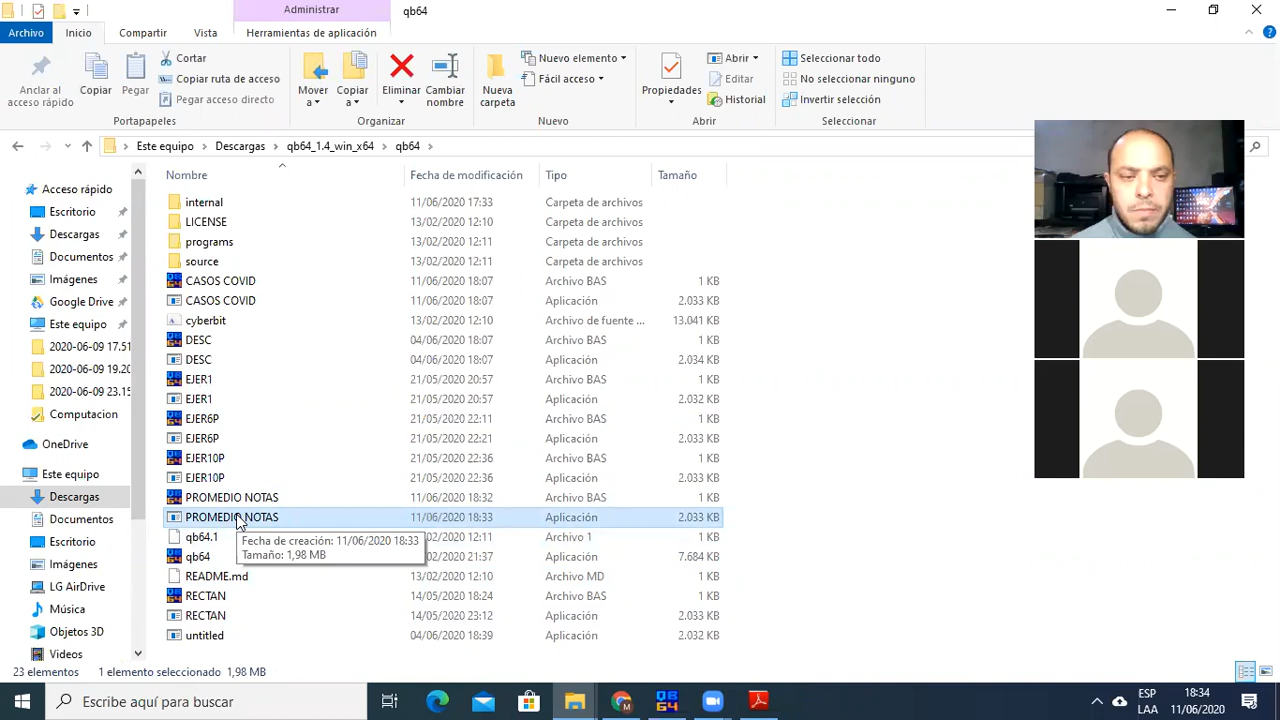 Administrar
qb64
Archivo
Inicio
Compartir
Vista
Herramientas de aplicación
Anclar al acceso rápido
Copiar
Pegar
Cortar
Copiar ruta de acceso
Pegar acceso directo
Mover a
Copiar a
Eliminar
Cambiar nombre
Nueva carpeta
Nuevo elemento
Fácil acceso
Propiedades
Abrir
Editar
Historial
Seleccionar todo
No seleccionar ninguno
Invertir selección
Portapapeles
Organizar
Nuevo
Abrir
Seleccionar
Este equipo > Descargas > qb64_1.4_win_x64 > qb64 >
Acceso rápido
Escritorio
Descargas
Documentos
Imágenes
Google Drive
Este equipo
2020-06-09 17.51
2020-06-09 19.20
2020-06-09 23.15
Computacion
OneDrive
Este equipo
Descargas
Documentos
Escritorio
Imágenes
LG AirDrive
Música
Objetos 3D
Videos
Nombre Fecha de modificación Tipo Tamaño
internal 11/06/2020 17:33 Carpeta de archivos
LICENSE 13/02/2020 12:10 Carpeta de archivos
programs 13/02/2020 12:11 Carpeta de archivos
source 13/02/2020 12:11 Carpeta de archivos
CASOS COVID 11/06/2020 18:07 Archivo BAS 1 KB
CASOS COVID 11/06/2020 18:07 Aplicación 2.033 KB
cyberbit 13/02/2020 12:10 Archivo de fuente ... 13.041 KB
DESC 04/06/2020 18:07 Archivo BAS 1 KB
DESC 04/06/2020 18:07 Aplicación 2.034 KB
EJER1 21/05/2020 20:57 Archivo BAS 1 KB
EJER1 21/05/2020 20:57 Aplicación 2.032 KB
EJER6P 21/05/2020 22:11 Archivo BAS 1 KB
EJER6P 21/05/2020 22:21 Aplicación 2.033 KB
EJER10P 21/05/2020 22:36 Archivo BAS 1 KB
EJER10P 21/05/2020 22:36 Aplicación 2.033 KB
PROMEDIO NOTAS 11/06/2020 18:32 Archivo BAS 1 KB
PROMEDIO NOTAS 11/06/2020 18:33 Aplicación 2.033 KB
qb64.1 /02/2020 12:11 Archivo 1 1 KB
qb64 /02/2020 21:37 Aplicación 7.684 KB
README.md 13/02/2020 12:10 Archivo MD 1 KB
RECTAN 14/05/2020 18:24 Archivo BAS 1 KB
RECTAN 14/05/2020 23:12 Aplicación 2.033 KB
untitled 04/06/2020 18:39 Aplicación 2.032 KB
Fecha de creación: 11/06/2020 18:33
Tamaño: 1,98 MB
23 elementos 1 elemento seleccionado 1,98 MB
Escribe aquí para buscar
ESP
LAA
18:34
11/06/2020